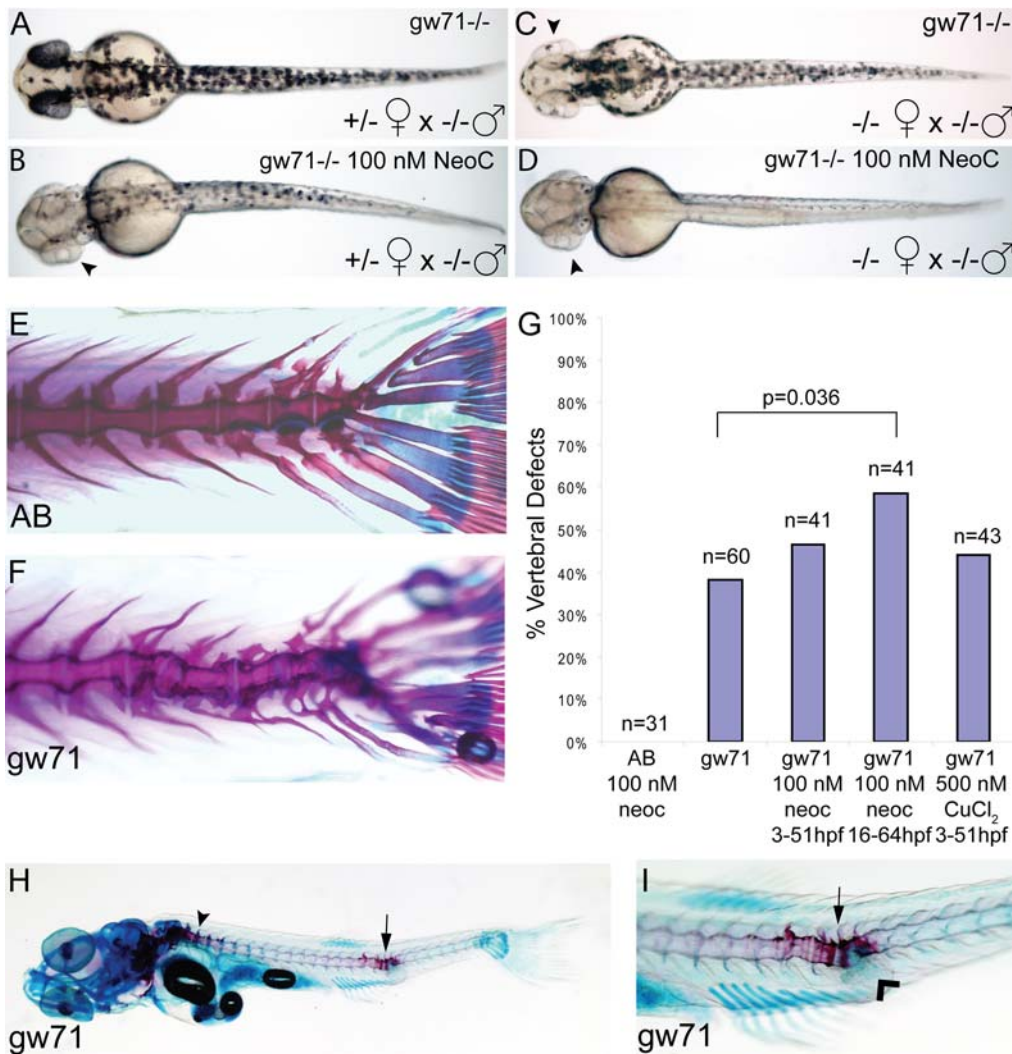 A
gw71-/-
+/- ♀ x -/- ♂
B
gw71-/- 100 nM NeoC
+/- ♀ x -/- ♂
C
gw71-/-
-/- ♀ x -/- ♂
D
gw71-/- 100 nM NeoC
-/- ♀ x -/- ♂
E
AB
F
gw71
G
% Vertebral Defects
100%
90%
80%
70%
60%
50%
40%
30%
20%
10%
0%
p=0.036
n=31
n=60
n=41
n=41
n=43
AB
100 nM
neoc
gw71
gw71
100 nM
neoc
3-51hpf
gw71
100 nM
neoc
16-64hpf
gw71
500 nM
CuCl₂
3-51hpf
H
gw71
I
gw71